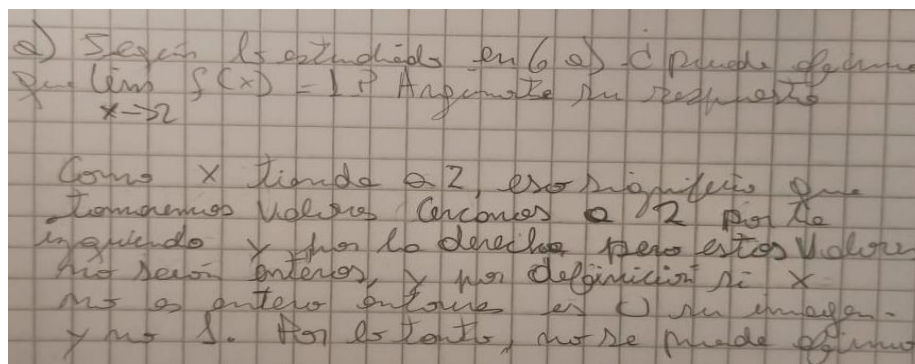 a) Según lo estudiado en 6 a) ¿puede afirmar
que lim f(x) = 1? Argumente su respuesta
x→2
Como x tiende a 2, eso significa que
tomaremos valores cercanos a 2 por la
izquierda y por la derecha pero estos valores
no serán enteros, y por definición si x
no es entero entonces es 0 su imagen
y no 1. Por lo tanto, no se puede afirmar